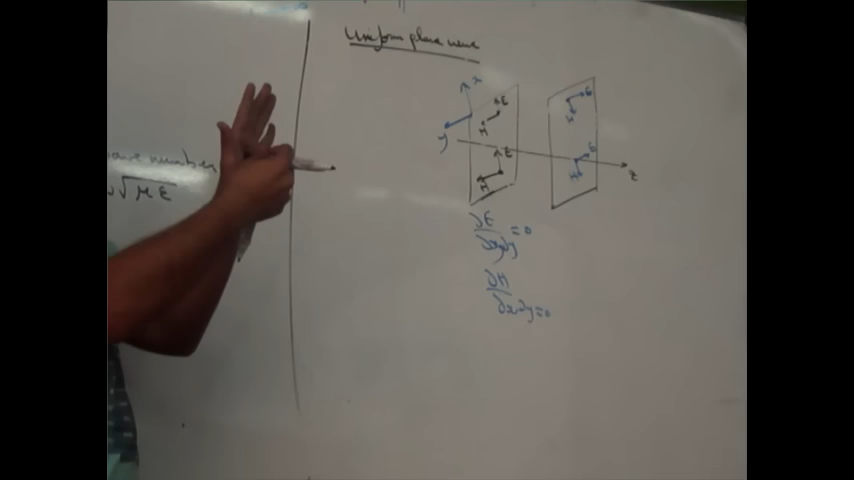 Uniform plane wave
wave number
√με
x
E
H
y
E
H
z
E
H
E
H
∂E
∂x,∂y = 0
∂H
∂x,∂y = 0